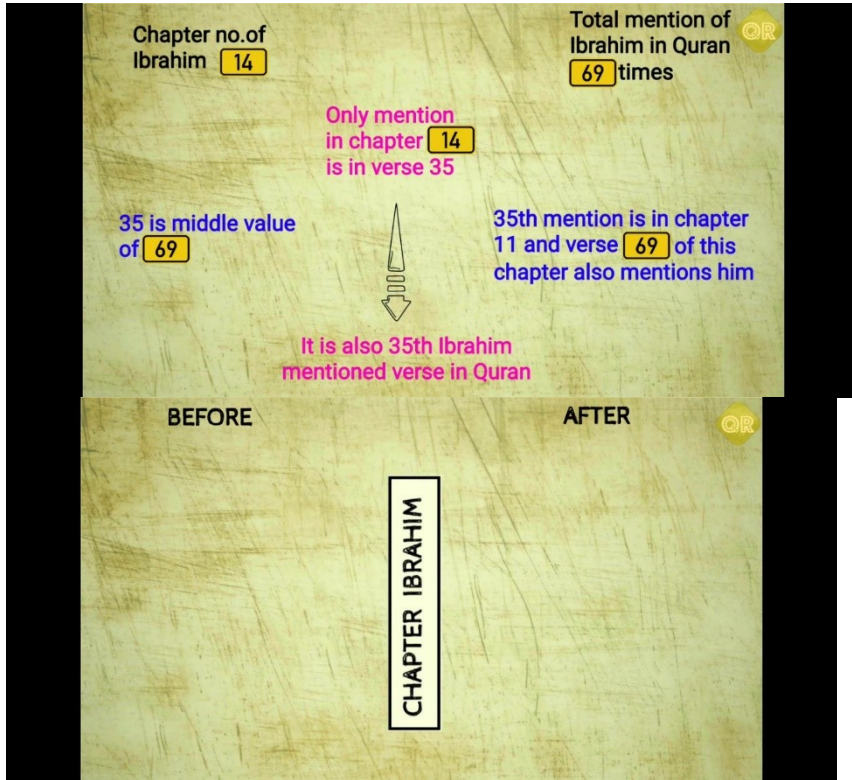 Chapter no.of
Ibrahim 14
Total mention of
Ibrahim in Quran
69 times
QR
Only mention
in chapter 14
is in verse 35
35 is middle value
of 69
35th mention is in chapter
11 and verse 69 of this
chapter also mentions him
It is also 35th Ibrahim
mentioned verse in Quran
BEFORE
AFTER
QR
CHAPTER IBRAHIM